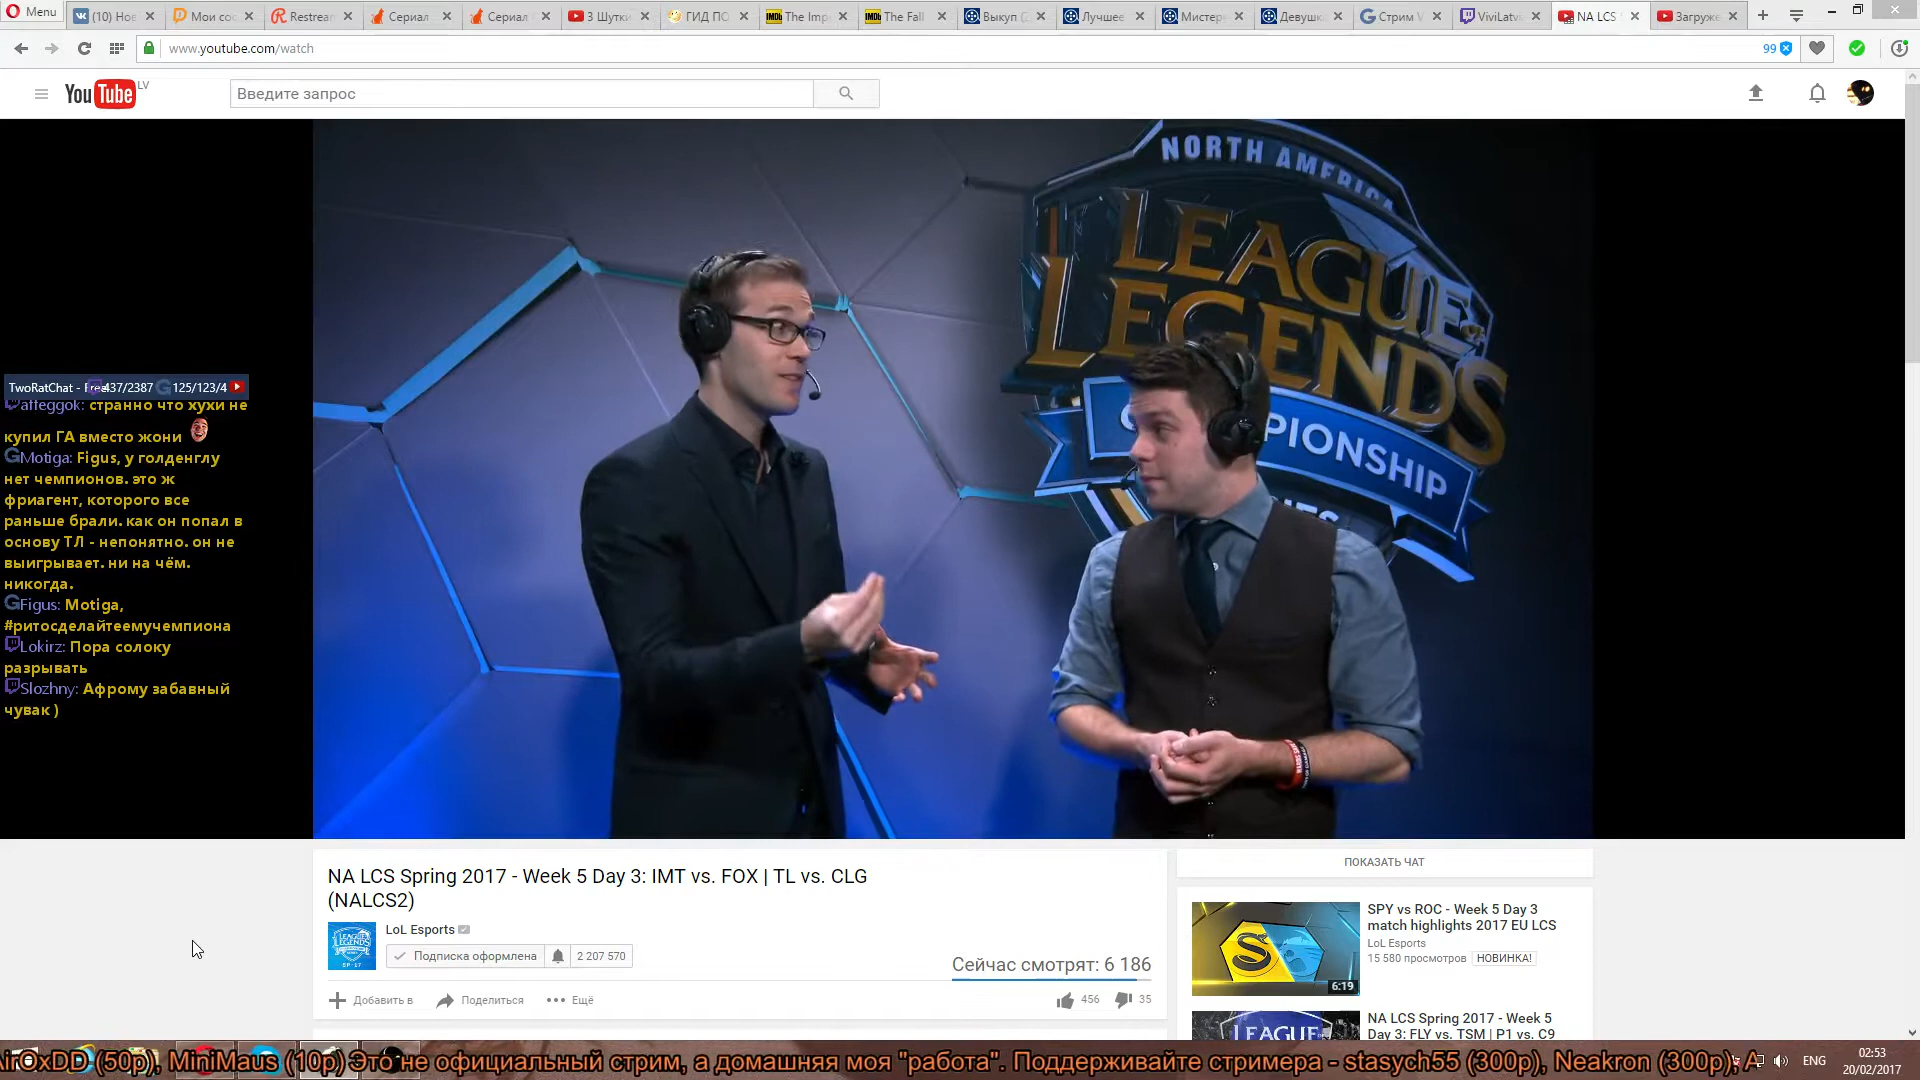 Menu
(10) Нов
Мои соо
Restrean
Сериал
Сериал
3 Шутки
ГИД ПО
The Imp
The Fall
Выкуп (2
Лучшее
Мистер
Девушк
Стрим V
ViviLatv
NA LCS
Загруже
www.youtube.com/watch
99
YouTube LV
Введите запрос
NORTH AMERICA
LEAGUE
LEGENDS
PIONSHIP
TwoRatChat - Free 437/2387 125/123/4
affeggok: странно что хухи не
купил ГА вместо жони
Motiga: Figus, у голденглу
нет чемпионов. это ж
фриагент, которого все
раньше брали. как он попал в
основу ТЛ - непонятно. он не
выигрывает. ни на чём.
никогда.
Figus: Motiga,
#ритосделайтеемучемпиона
Lokirz: Пора солоку
разрывать
Slozhny: Афрому забавный
чувак )
NA LCS Spring 2017 - Week 5 Day 3: IMT vs. FOX | TL vs. CLG
(NALCS2)
LoL Esports
Подписка оформлена 2 207 570
Сейчас смотрят: 6 186
Добавить в Поделиться Ещё
456 35
ПОКАЗАТЬ ЧАТ
SPY vs ROC - Week 5 Day 3
match highlights 2017 EU LCS
LoL Esports
15 580 просмотров НОВИНКА!
6:19
NA LCS Spring 2017 - Week 5
Day 3: FLY vs. TSM | P1 vs. C9
LEAGUE
AirOxDD (50р), MiniMaus (10р) Это не официальный стрим, а домашняя моя "работа". Поддерживайте стримера - stasych55 (300р), Neakron (300р), А
ENG
02:53
20/02/2017